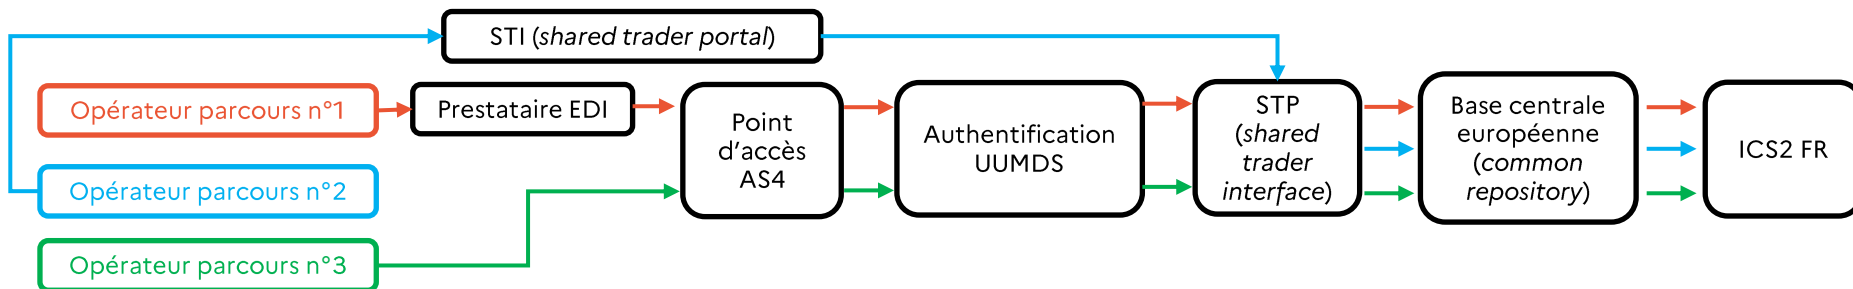 STI (shared trader portal)
Opérateur parcours n°1
Prestataire EDI
Opérateur parcours n°2
Opérateur parcours n°3
Point
d'accès
AS4
Authentification
UUMDS
STP
(shared
trader
interface)
Base centrale
européenne
(common
repository)
ICS2 FR